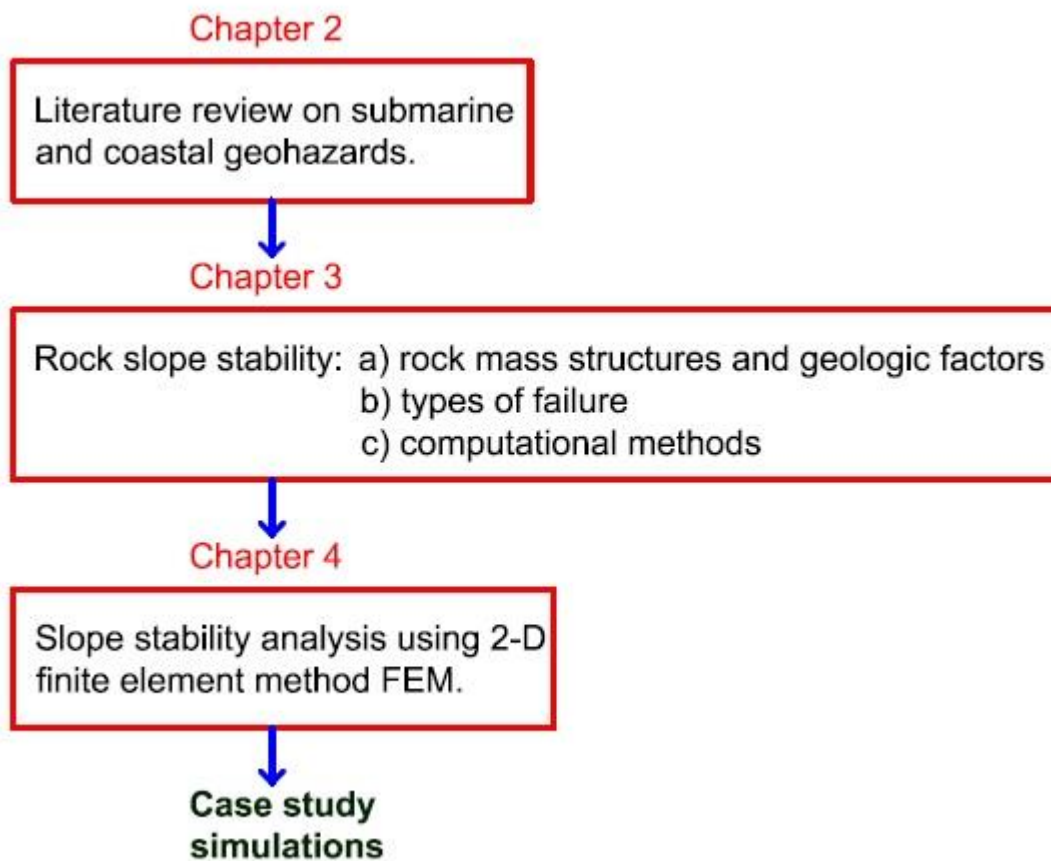 Chapter 2
Literature review on submarine
and coastal geohazards.
Chapter 3
Rock slope stability: a) rock mass structures and geologic factors
b) types of failure
c) computational methods
Chapter 4
Slope stability analysis using 2-D
finite element method FEM.
Case study
simulations